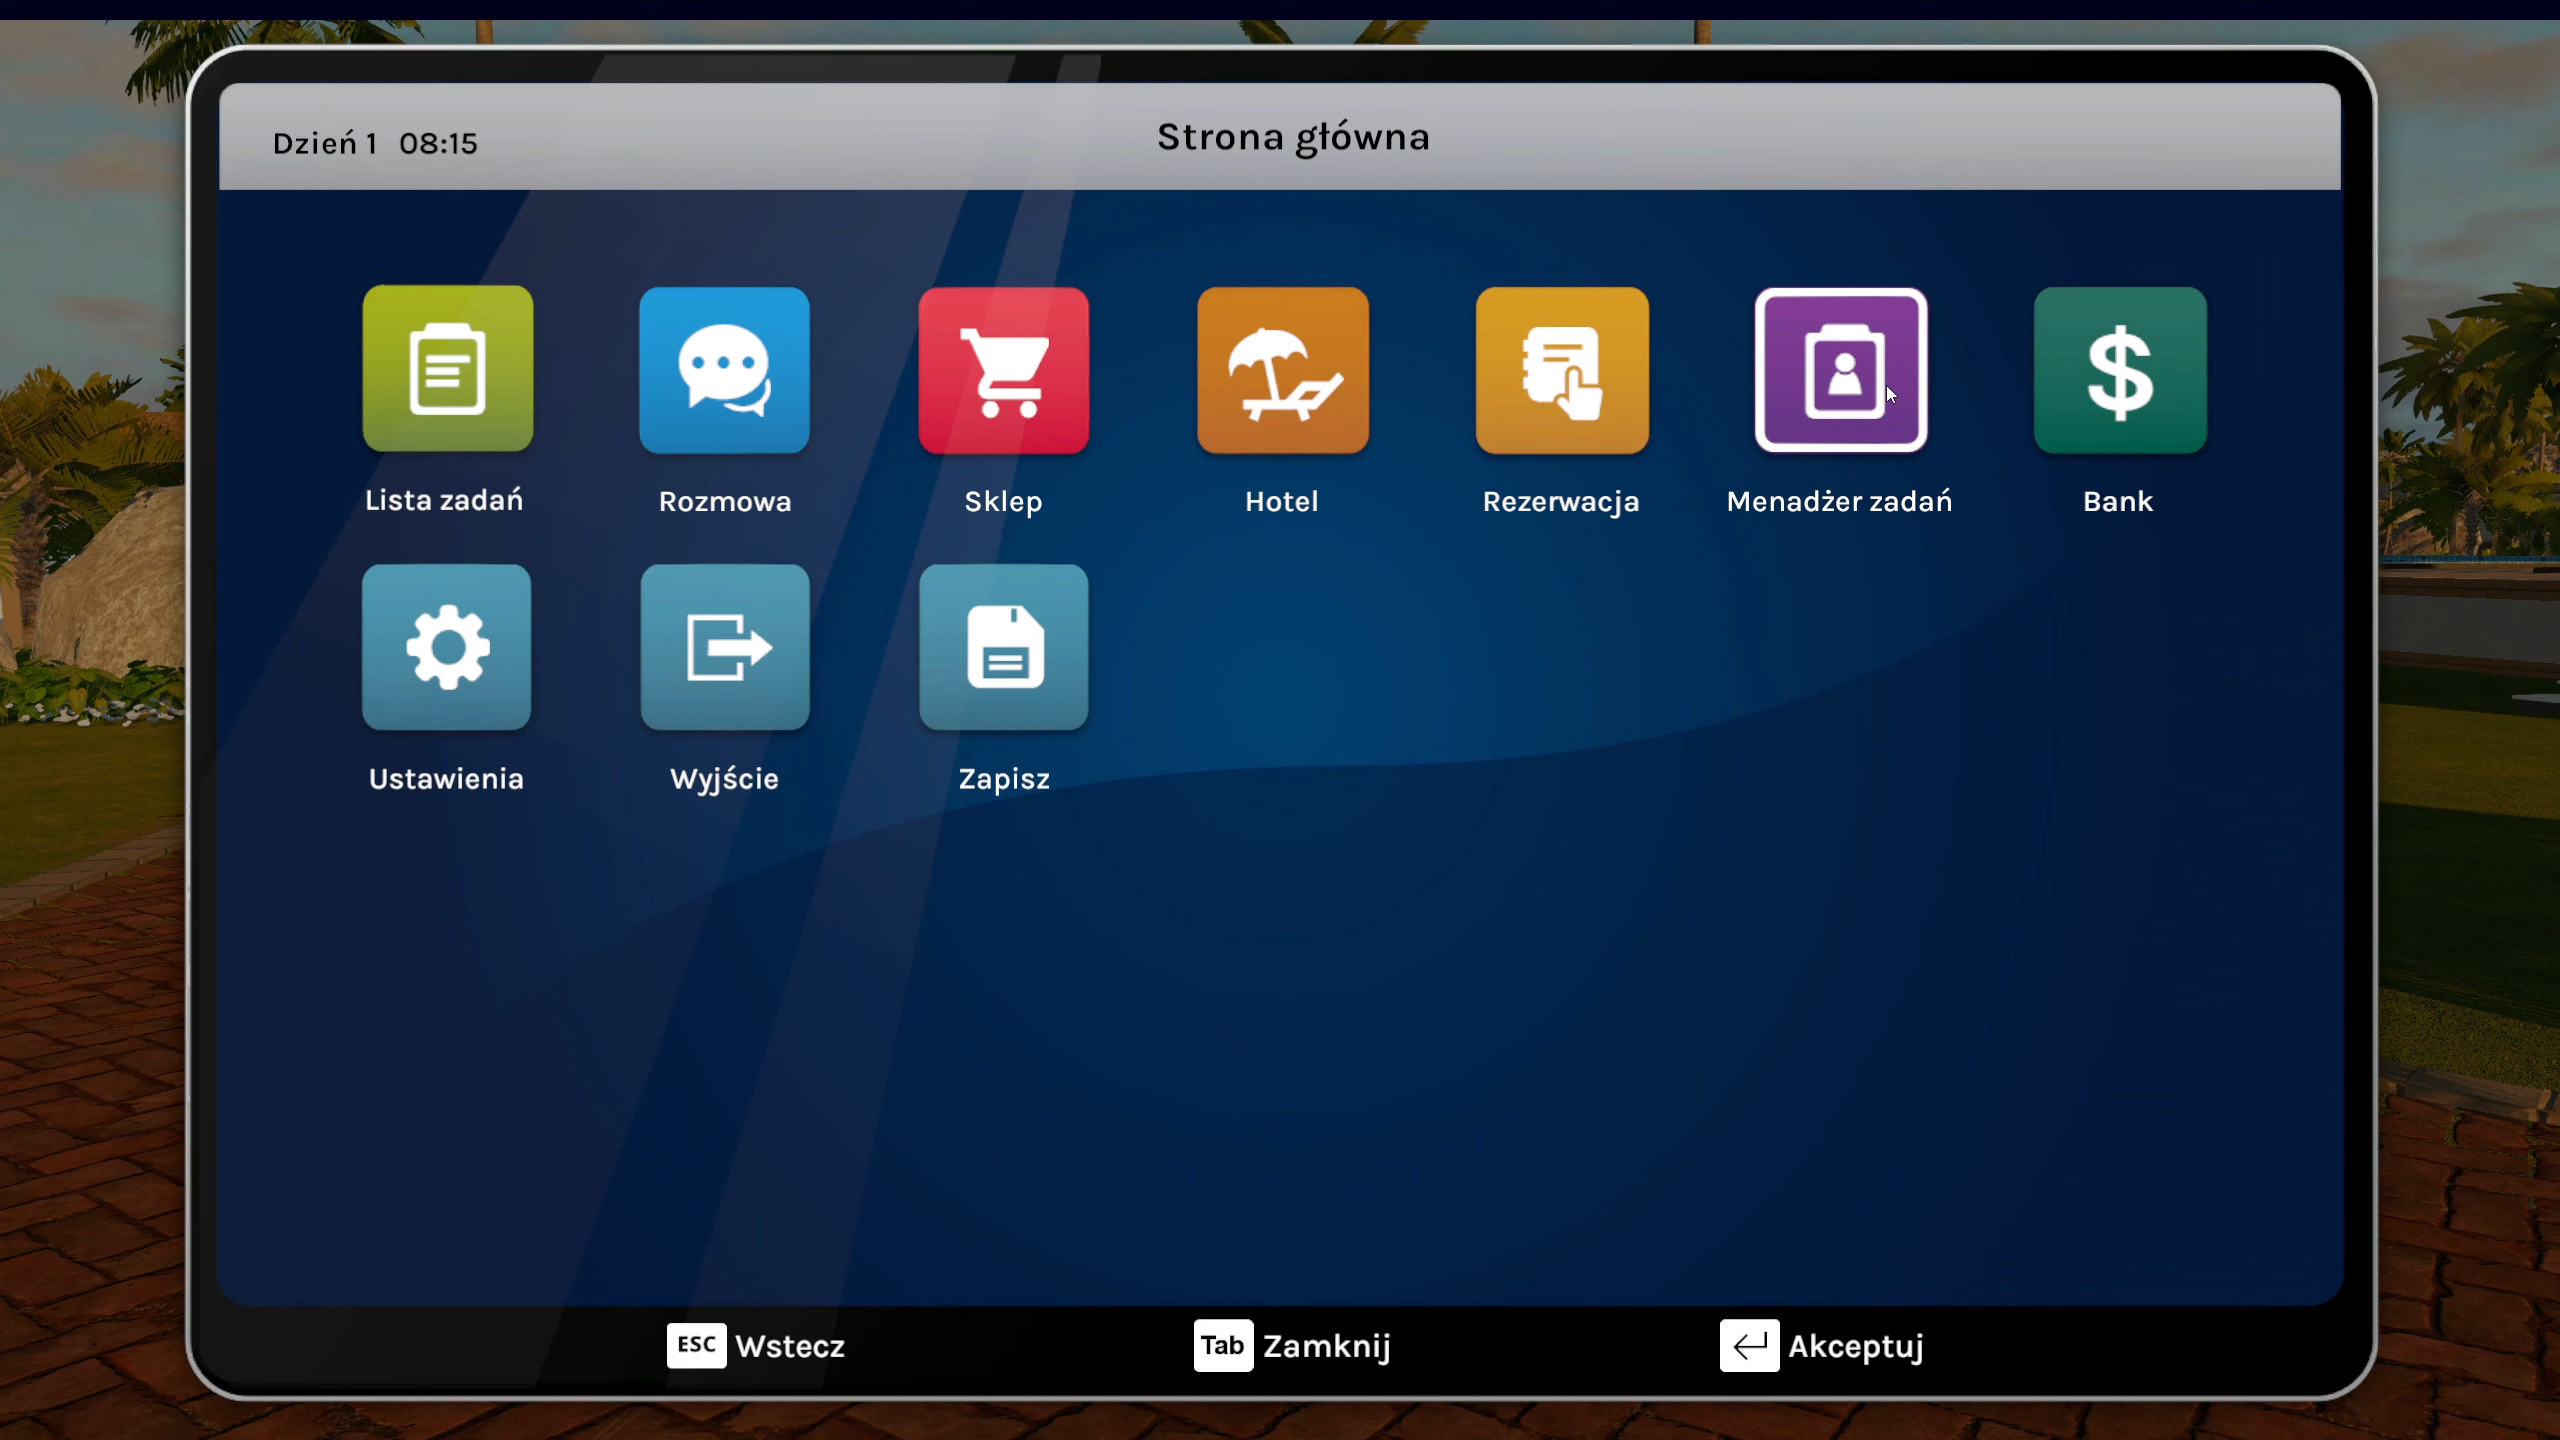 Dzień 1 08:15
Strona główna
Lista zadań
Rozmowa
Sklep
Hotel
Rezerwacja
Menadżer zadań
Bank
Ustawienia
Wyjście
Zapisz
ESC Wstecz
Tab Zamknij
Akceptuj